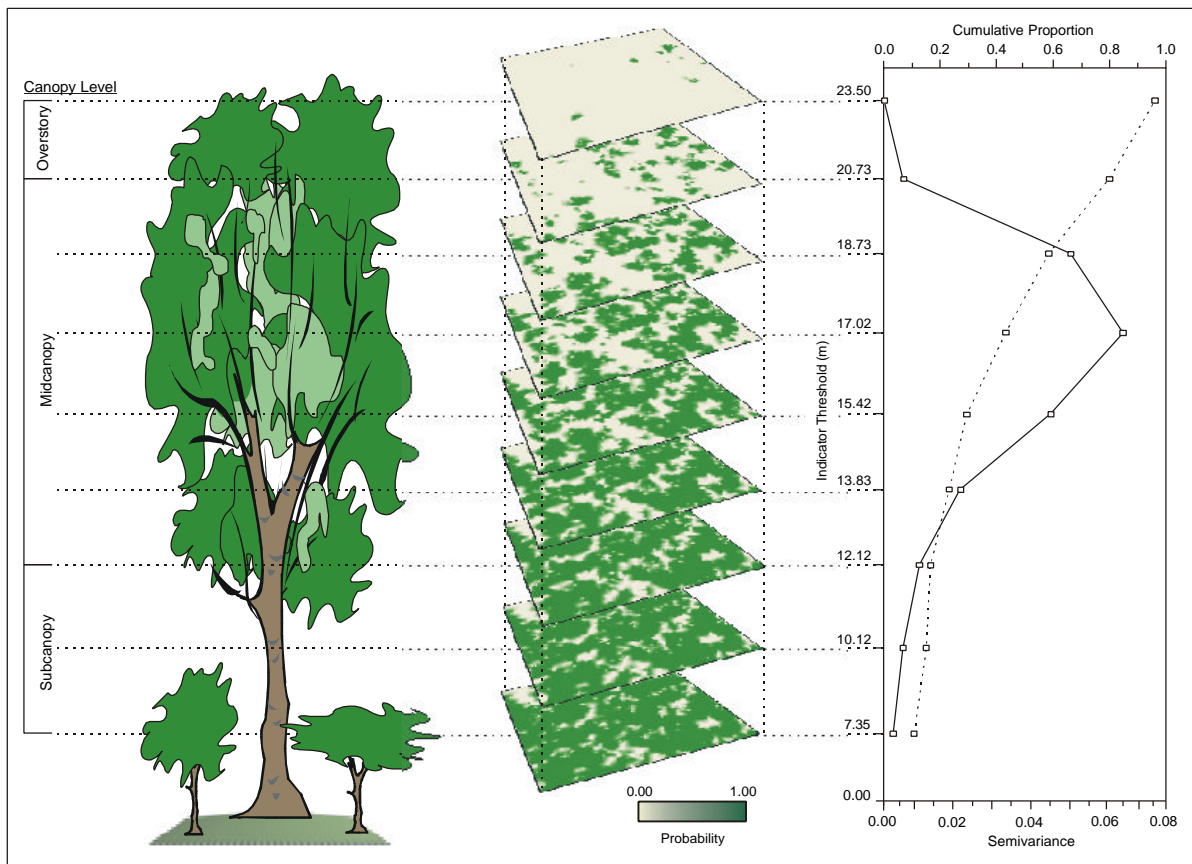 Canopy Level
Overstory
Midcanopy
Subcanopy
0.00 1.00
Probability
Cumulative Proportion
0.0 0.2 0.4 0.6 0.8 1.0
Indicator Threshold (m)
23.50
20.73
18.73
17.02
15.42
13.83
12.12
10.12
7.35
0.00
0.00 0.02 0.04 0.06 0.08
Semivariance